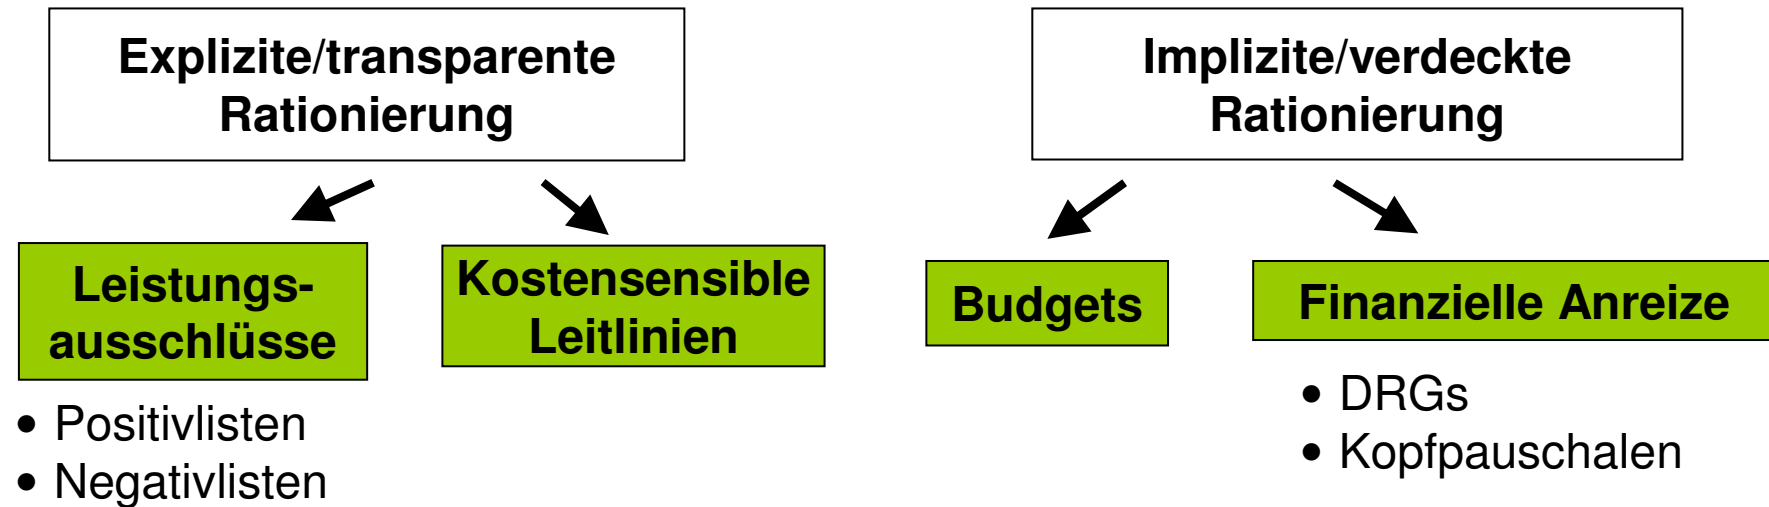 Explizite/transparente
Rationierung
Leistungs-
ausschlüsse
• Positivlisten
• Negativlisten
Kostensensible
Leitlinien
Implizite/verdeckte
Rationierung
Budgets
Finanzielle Anreize
• DRGs
• Kopfpauschalen